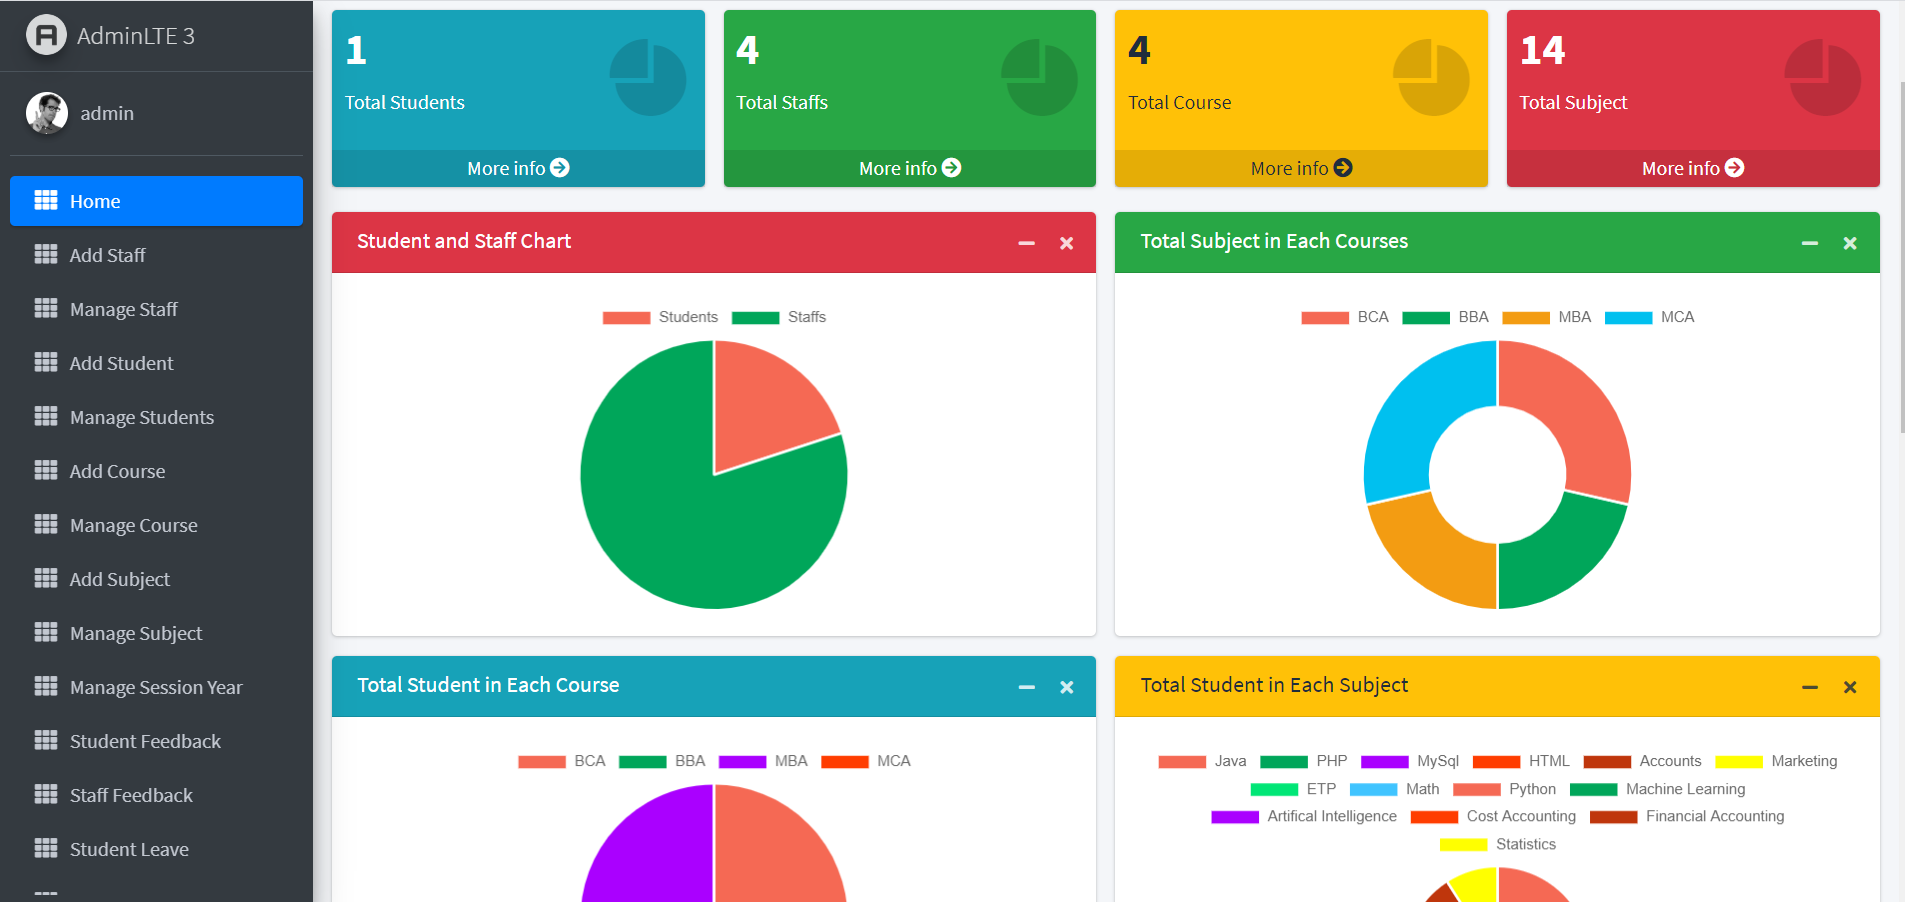 AdminLTE 3
admin
Home
Add Staff
Manage Staff
Add Student
Manage Students
Add Course
Manage Course
Add Subject
Manage Subject
Manage Session Year
Student Feedback
Staff Feedback
Student Leave
1
Total Students
More info
4
Total Staffs
More info
4
Total Course
More info
14
Total Subject
More info
Student and Staff Chart
Students Staffs
Total Subject in Each Courses
BCA BBA MBA MCA
Total Student in Each Course
BCA BBA MBA MCA
Total Student in Each Subject
Java PHP MySql HTML Accounts Marketing
ETP Math Python Machine Learning
Artifical Intelligence Cost Accounting Financial Accounting
Statistics